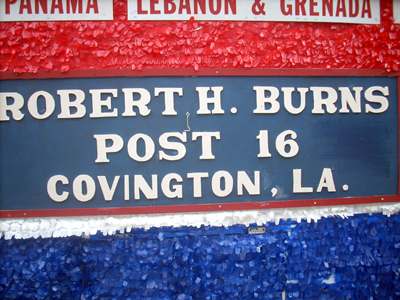 PANAMA LEBANON & GRENADA
ROBERT H. BURNS
POST 16
COVINGTON, LA.